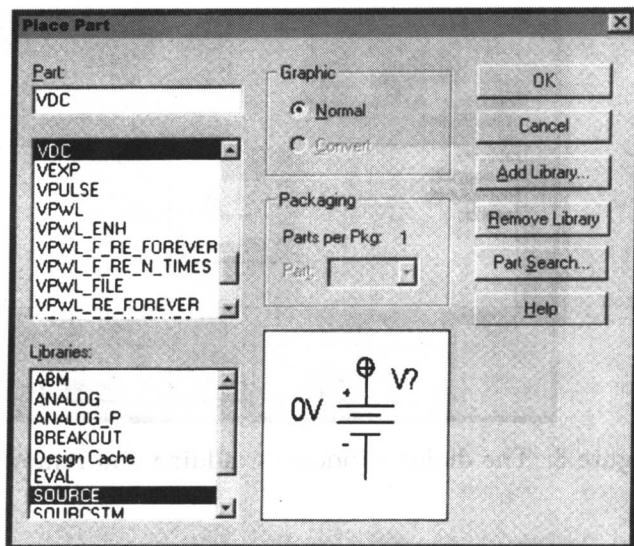 Place Part
Part:
VDC
VDC
VEXP
VPULSE
VPWL
VPWL_ENH
VPWL_F_RE_FOREVER
VPWL_F_RE_N_TIMES
VPWL_FILE
VPWL_RE_FOREVER
Libraries:
ABM
ANALOG
ANALOG_P
BREAKOUT
Design Cache
EVAL
SOURCE
SOURCSTM
Graphic
Normal
Convert
Packaging
Parts per Pkg: 1
Part:
0V
+
V?
-
OK
Cancel
Add Library...
Remove Library
Part Search...
Help